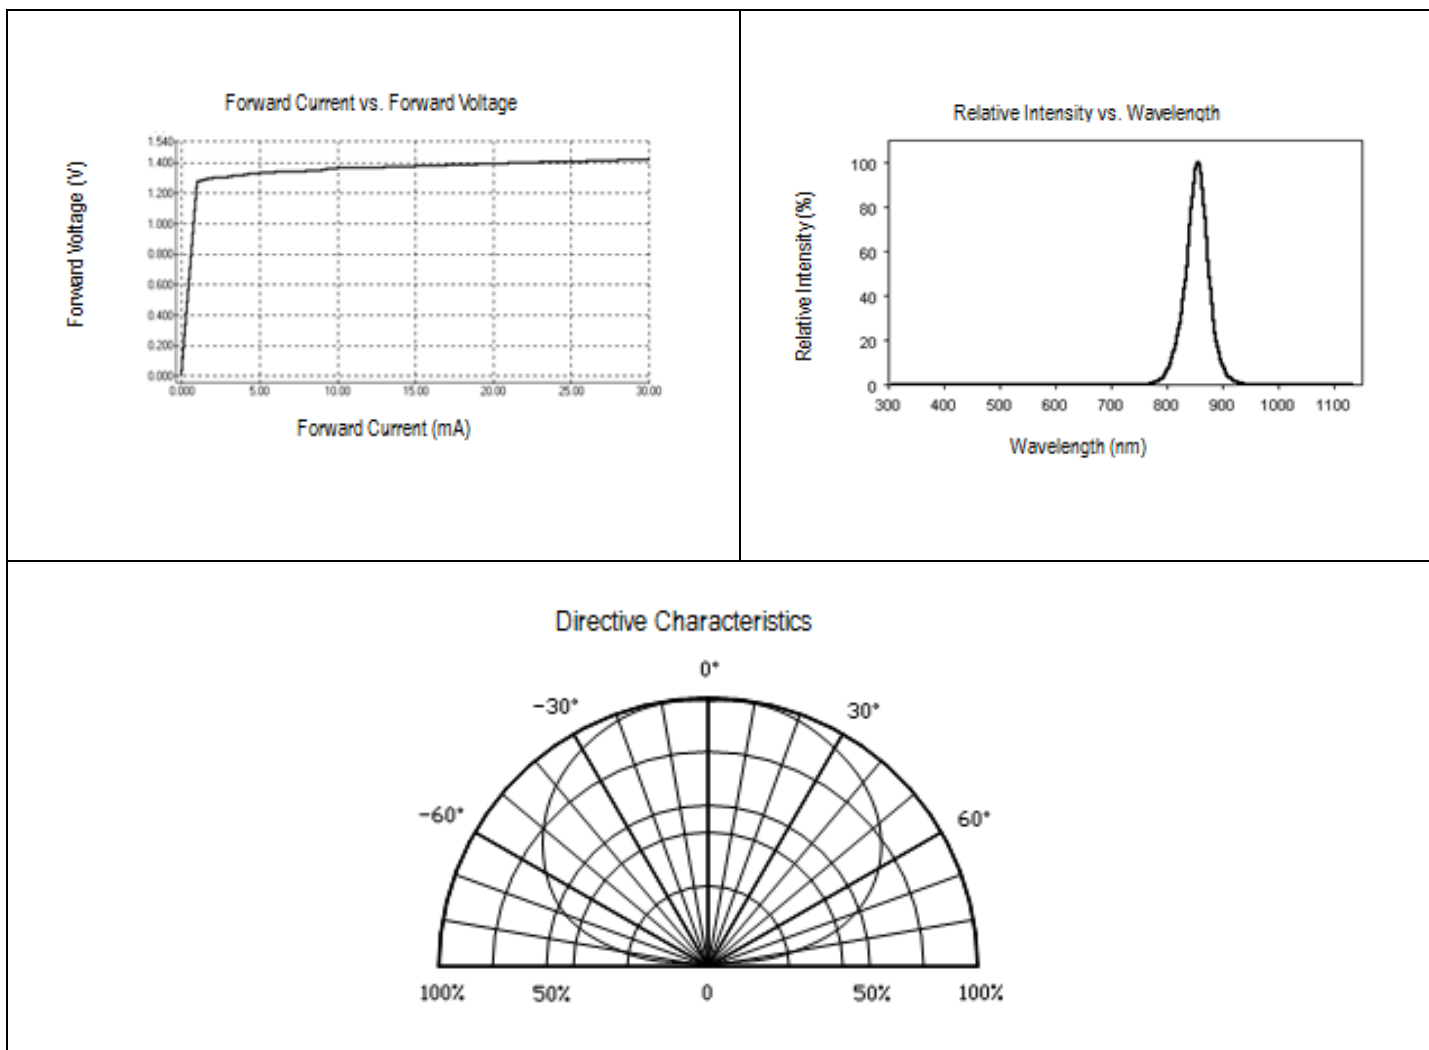 Forward Current vs. Forward Voltage
Forward Voltage (V)
1.540
1.400
1.200
1.000
0.800
0.600
0.400
0.200
0.000
0.000 5.00 10.00 15.00 20.00 25.00 30.00
Forward Current (mA)
Relative Intensity vs. Wavelength
Relative Intensity (%)
100
80
60
40
20
0
300 400 500 600 700 800 900 1000 1100
Wavelength (nm)
Directive Characteristics
0°
-30° 30°
-60° 60°
100% 50% 0 50% 100%